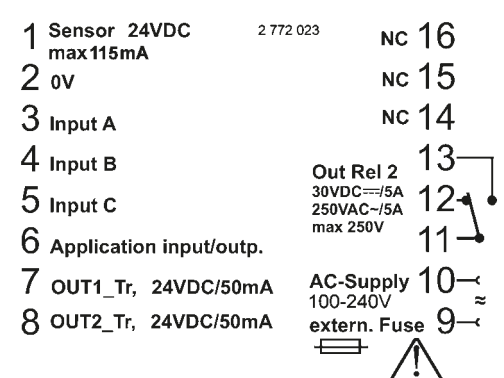 1 Sensor 24VDC
max115mA
2 772 023
2 0V
3 Input A
4 Input B
5 Input C
6 Application input/outp.
7 OUT1_Tr, 24VDC/50mA
8 OUT2_Tr, 24VDC/50mA
NC 16
NC 15
NC 14
13
Out Rel 2
30VDC⎓/5A 12
250VAC~/5A
max 250V 11
AC-Supply 10
100-240V ≈
extern. Fuse 9
!